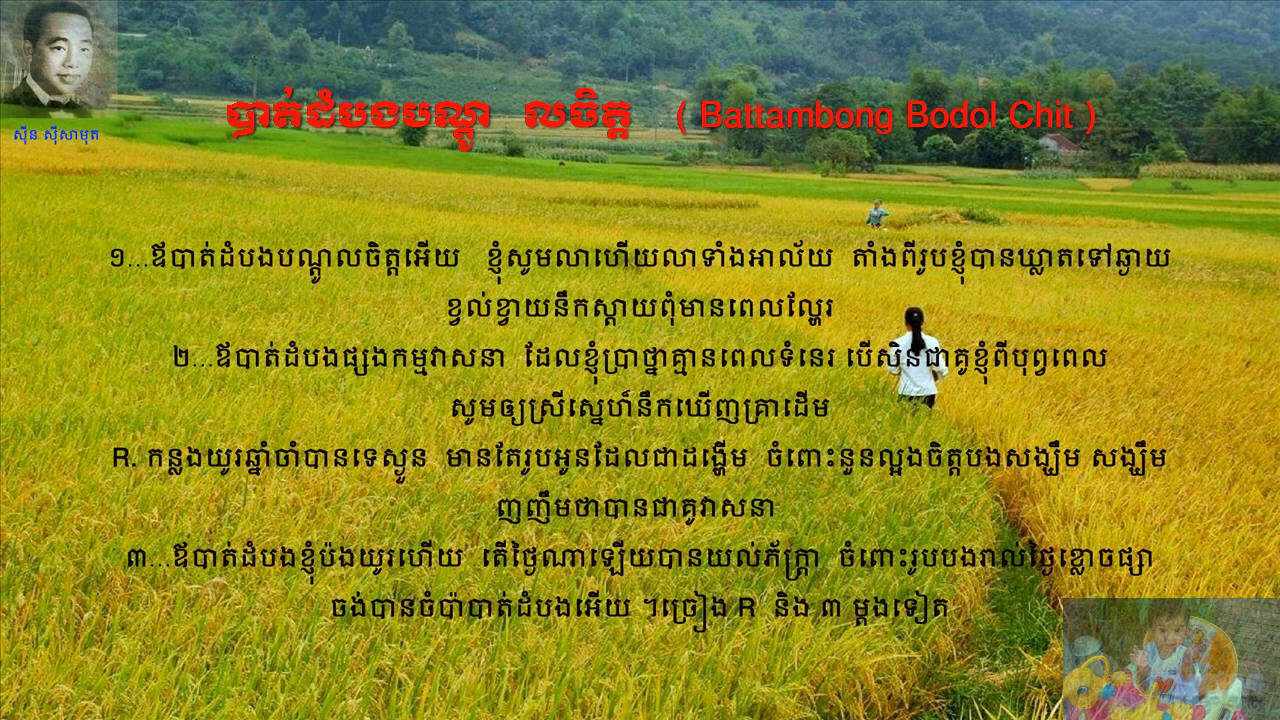 ស៊ីន ស៊ីសាមុត
បាត់ដំបងបណ្តូ លចិត្ត ( Battambong Bodol Chit )
១...ឪបាត់ដំបងបណ្តូលចិត្តអើយ ខ្ញុំសូមលាហើយលាទាំងអាល័យ តាំងពីរូបខ្ញុំបានឃ្លាតទៅឆ្ងាយ
ខ្វល់ខ្វាយនឹកស្តាយពុំមានពេលល្ហែរ
២...ឪបាត់ដំបងផ្សងកម្មវាសនា ដែលខ្ញុំប្រាថ្នាគ្មានពេលទំនេរ បើសិនជាគូខ្ញុំពីបុព្វពេល
សូមឲ្យស្រីស្នេហ៍នឹកឃើញគ្រាដើម
R. កន្លងយូរឆ្នាំចាំបានទេស្ងួន មានតែរូបអូនដែលជាដង្ហើម ចំពោះនួនល្អងចិត្តបងសង្ឃឹម សង្ឃឹម
ញញឹមថាបានជាគូវាសនា
៣...ឪបាត់ដំបងខ្ញុំប៉ងយូរហើយ តើថ្ងៃណាឡើយបានយល់ភ័ក្ត្រា ចំពោះរូបបងរាល់ថ្ងៃខ្លោចផ្សា
ចង់បានចំប៉ាបាត់ដំបងអើយ ។ច្រៀង R និង ៣ ម្តងទៀត